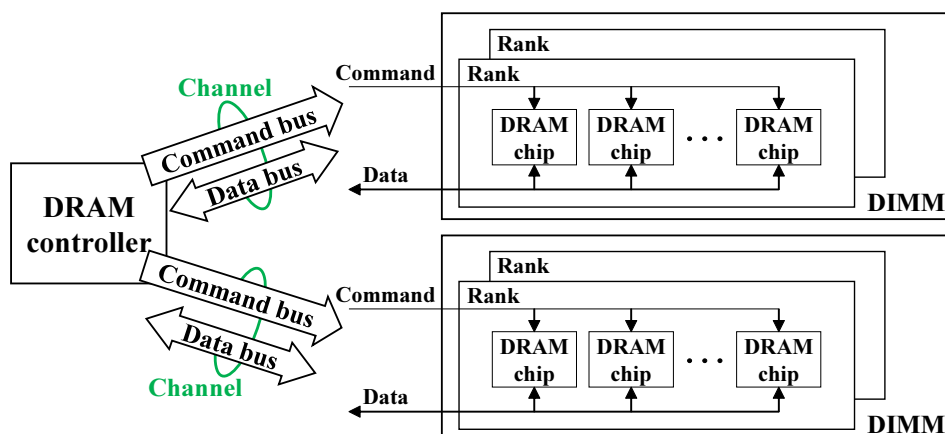 Rank
Command
Rank
Channel
Command bus
DRAM
chip
DRAM
chip
. . .
DRAM
chip
Data bus
Data
DIMM
DRAM
controller
Rank
Command
Rank
Command bus
DRAM
chip
DRAM
chip
. . .
DRAM
chip
Data bus
Channel
Data
DIMM